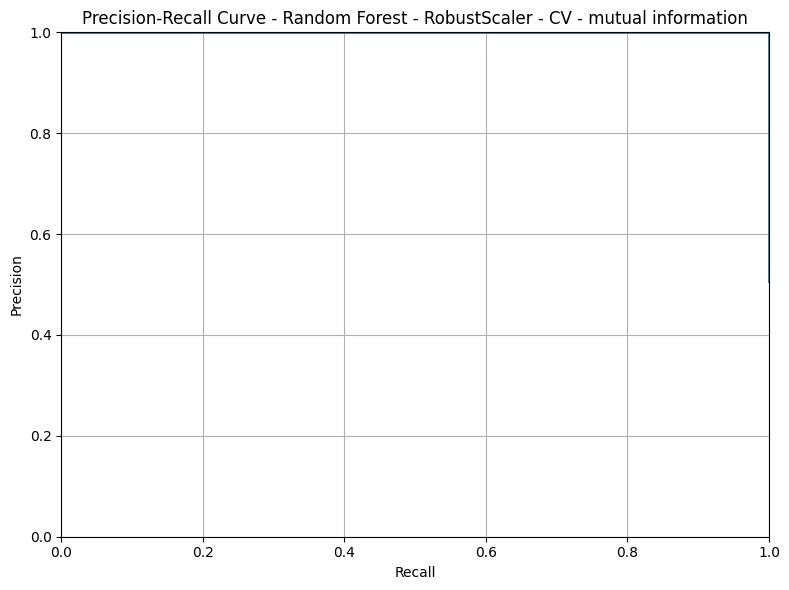 Precision-Recall Curve - Random Forest - RobustScaler - CV - mutual information
1.0
0.8
0.6
0.4
0.2
0.0
Precision
0.0 0.2 0.4 0.6 0.8 1.0
Recall